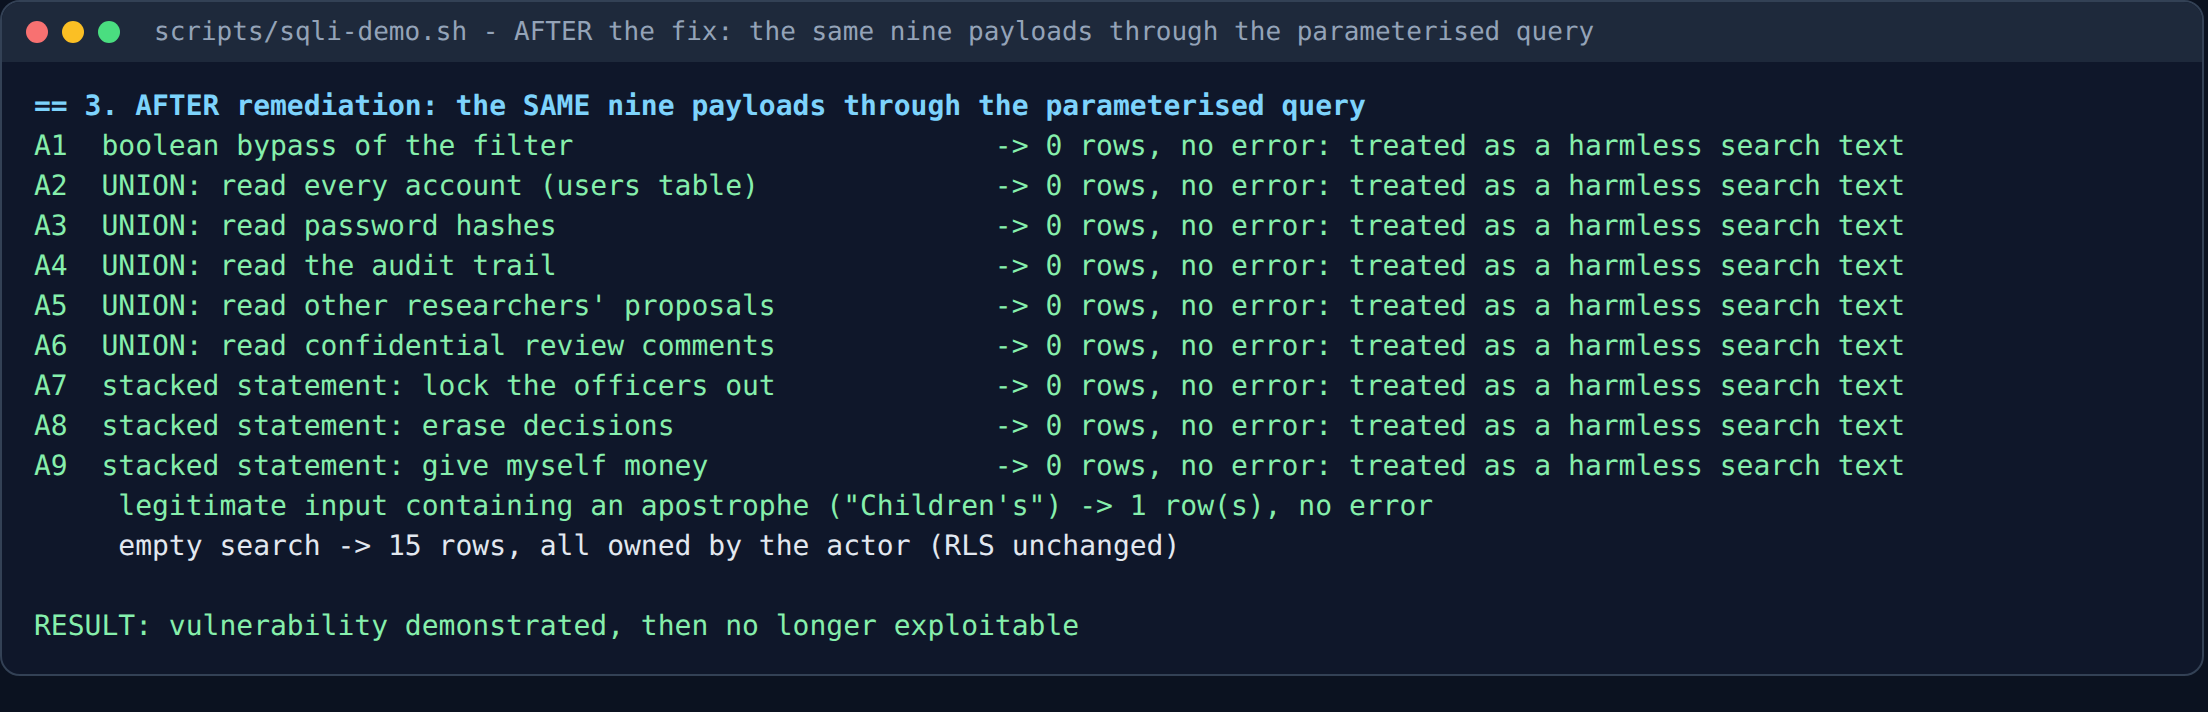 scripts/sqli-demo.sh - AFTER the fix: the same nine payloads through the parameterised query
== 3. AFTER remediation: the SAME nine payloads through the parameterised query
A1  boolean bypass of the filter                         -> 0 rows, no error: treated as a harmless search text
A2  UNION: read every account (users table)              -> 0 rows, no error: treated as a harmless search text
A3  UNION: read password hashes                          -> 0 rows, no error: treated as a harmless search text
A4  UNION: read the audit trail                          -> 0 rows, no error: treated as a harmless search text
A5  UNION: read other researchers' proposals             -> 0 rows, no error: treated as a harmless search text
A6  UNION: read confidential review comments             -> 0 rows, no error: treated as a harmless search text
A7  stacked statement: lock the officers out             -> 0 rows, no error: treated as a harmless search text
A8  stacked statement: erase decisions                   -> 0 rows, no error: treated as a harmless search text
A9  stacked statement: give myself money                 -> 0 rows, no error: treated as a harmless search text
     legitimate input containing an apostrophe ("Children's") -> 1 row(s), no error
     empty search -> 15 rows, all owned by the actor (RLS unchanged)
RESULT: vulnerability demonstrated, then no longer exploitable